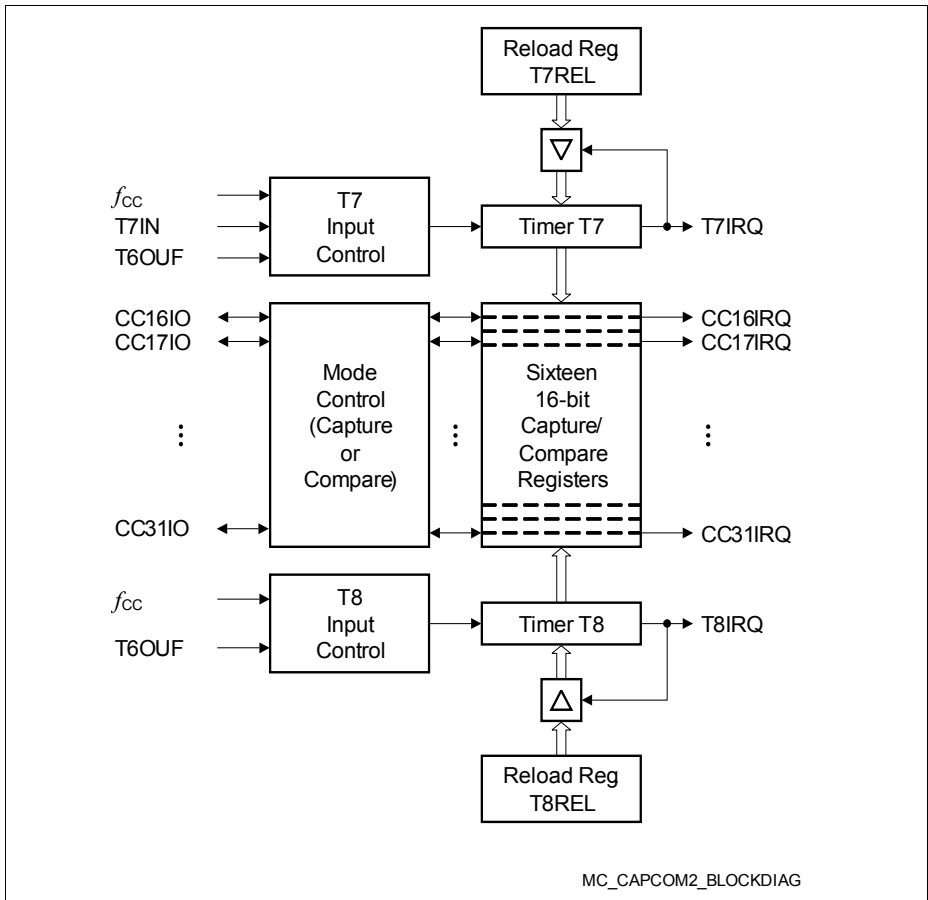 Reload Reg
T7REL
fCC
T7IN
T6OUF
T7
Input
Control
Timer T7
T7IRQ
CC16IO
CC17IO
CC31IO
Mode
Control
(Capture
or
Compare)
Sixteen
16-bit
Capture/
Compare
Registers
CC16IRQ
CC17IRQ
CC31IRQ
fCC
T6OUF
T8
Input
Control
Timer T8
T8IRQ
Reload Reg
T8REL
MC_CAPCOM2_BLOCKDIAG